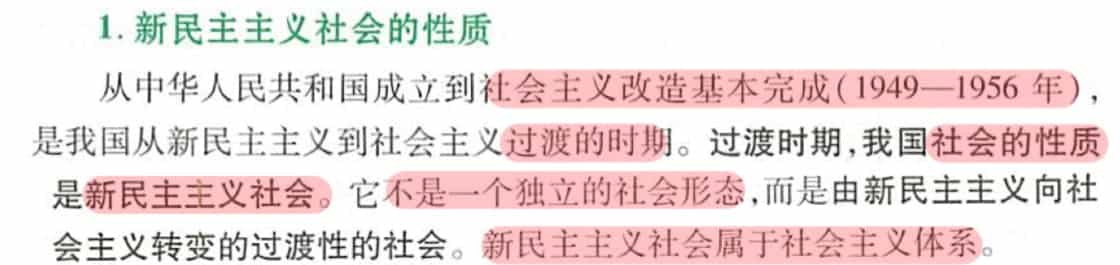 1. 新民主主义社会的性质
从中华人民共和国成立到社会主义改造基本完成(1949—1956 年),
是我国从新民主主义到社会主义过渡的时期。过渡时期,我国社会的性质
是新民主主义社会。它不是一个独立的社会形态,而是由新民主主义向社
会主义转变的过渡性的社会。新民主主义社会属于社会主义体系。